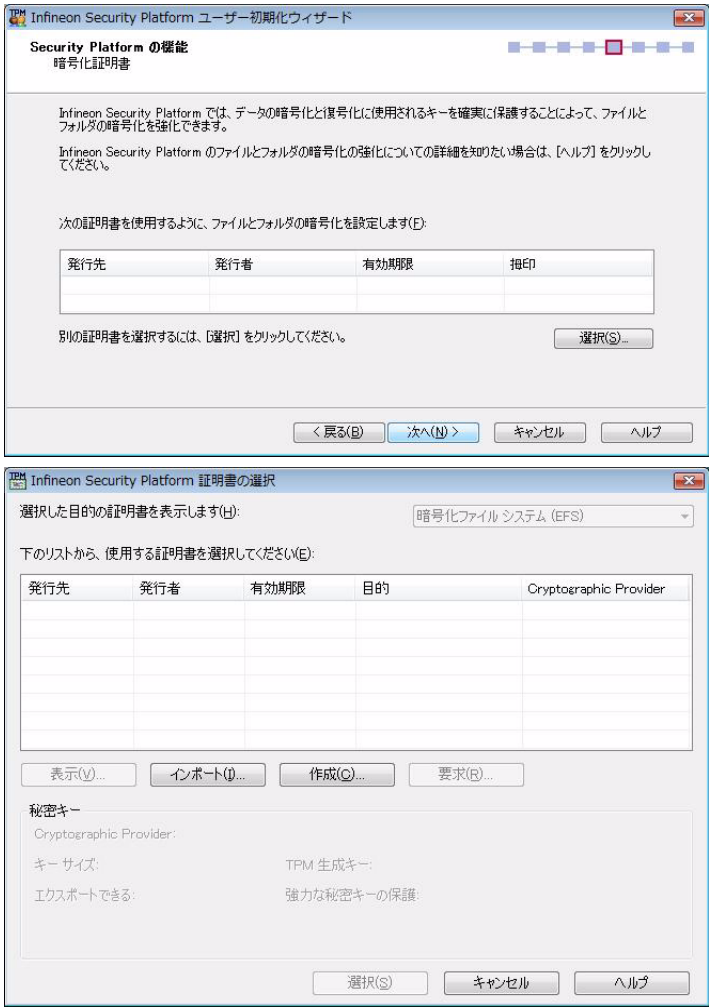 Infineon Security Platform ユーザー初期化ウィザード
Security Platform の機能
暗号化証明書
Infineon Security Platform では、データの暗号化と復号化に使用されるキーを確実に保護することによって、ファイルと
フォルダの暗号化を強化できます。
Infineon Security Platform のファイルとフォルダの暗号化の強化についての詳細を知りたい場合は、[ヘルプ] をクリックし
てください。
次の証明書を使用するように、ファイルとフォルダの暗号化を設定します(F):
発行先 発行者 有効期限 拇印
別の証明書を選択するには、[選択] をクリックしてください。 選択(S)...
< 戻る(B) 次へ(N) > キャンセル ヘルプ
Infineon Security Platform 証明書の選択
選択した目的の証明書を表示します(H): 暗号化ファイル システム (EFS)
下のリストから、使用する証明書を選択してください(E):
発行先 発行者 有効期限 目的 Cryptographic Provider
表示(V)... インポート(I)... 作成(C)... 要求(R)...
秘密キー
Cryptographic Provider:
キー サイズ: TPM 生成キー:
エクスポートできる: 強力な秘密キーの保護:
選択(S) キャンセル ヘルプ